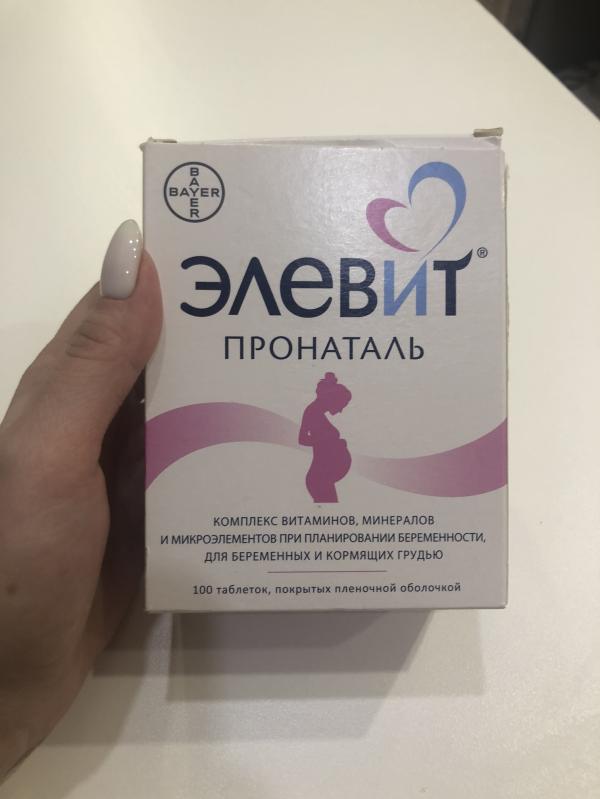 BAYER
BAYER
ЭЛЕВИТ®
ПРОНАТАЛЬ
КОМПЛЕКС ВИТАМИНОВ, МИНЕРАЛОВ
И МИКРОЭЛЕМЕНТОВ ПРИ ПЛАНИРОВАНИИ БЕРЕМЕННОСТИ,
ДЛЯ БЕРЕМЕННЫХ И КОРМЯЩИХ ГРУДЬЮ
100 таблеток, покрытых пленочной оболочкой